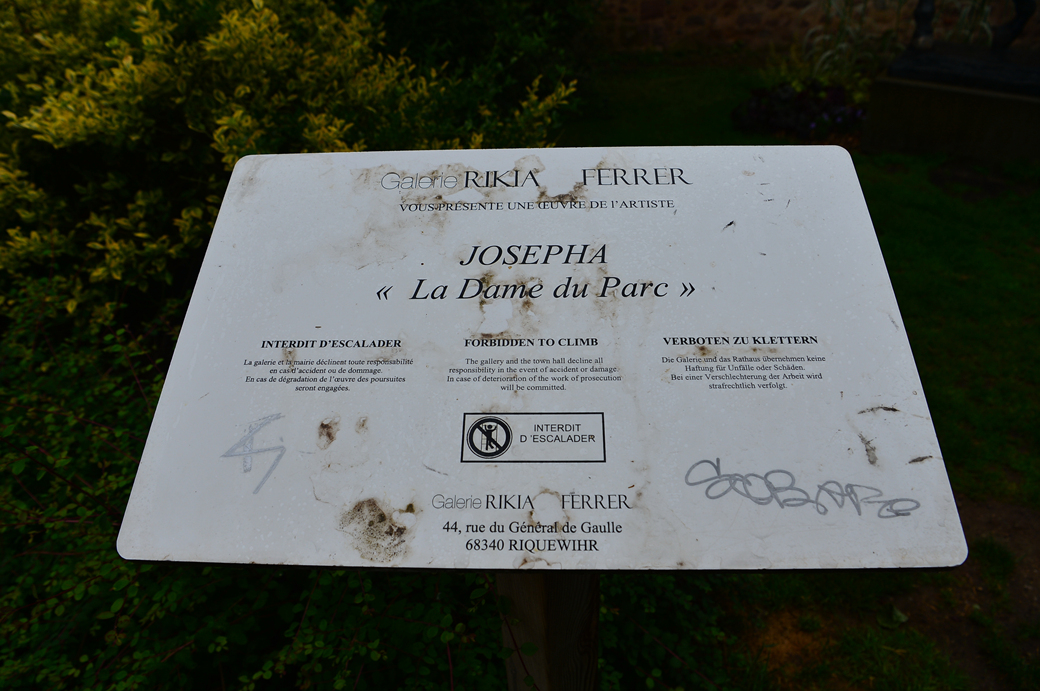 Galerie RIKIA FERRER
VOUS PRÉSENTE UNE ŒUVRE DE L'ARTISTE
JOSEPHA
« La Dame du Parc »
INTERDIT D'ESCALADER
La galerie et la mairie déclinent toute responsabilité
en cas d'accident ou de dommage.
En cas de dégradation de l'œuvre des poursuites
seront engagées.
FORBIDDEN TO CLIMB
The gallery and the town hall decline all
responsibility in the event of accident or damage
In case of deterioration of the work of prosecution
will be committed.
VERBOTEN ZU KLETTERN
Die Galerie und das Rathaus übernehmen keine
Haftung für Unfälle oder Schäden.
Bei einer Verschlechterung der Arbeit wird
strafrechtlich verfolgt.
INTERDIT
D'ESCALADER
Galerie RIKIA FERRER
44, rue du Général de Gaulle
68340 RIQUEWIHR